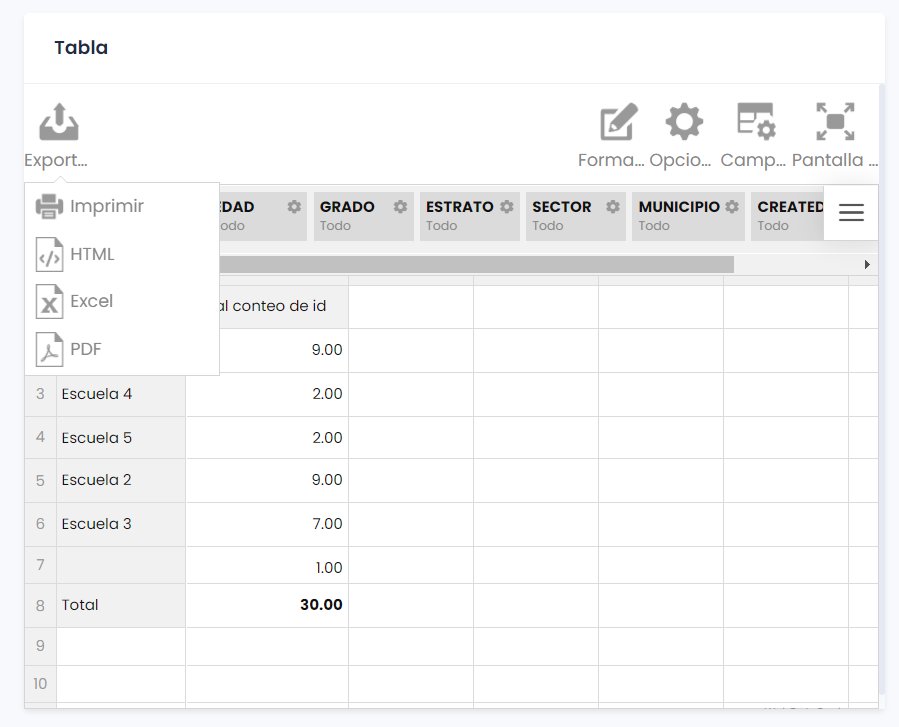 Tabla
Export... Forma... Opcio... Camp... Pantalla ...
Imprimir
HTML
Excel
PDF
EDAD GRADO ESTRATO SECTOR MUNICIPIO CREATED
Todo Todo Todo Todo Todo
al conteo de id
9.00
3 Escuela 4 2.00
4 Escuela 5 2.00
5 Escuela 2 9.00
6 Escuela 3 7.00
7 1.00
8 Total 30.00
9
10